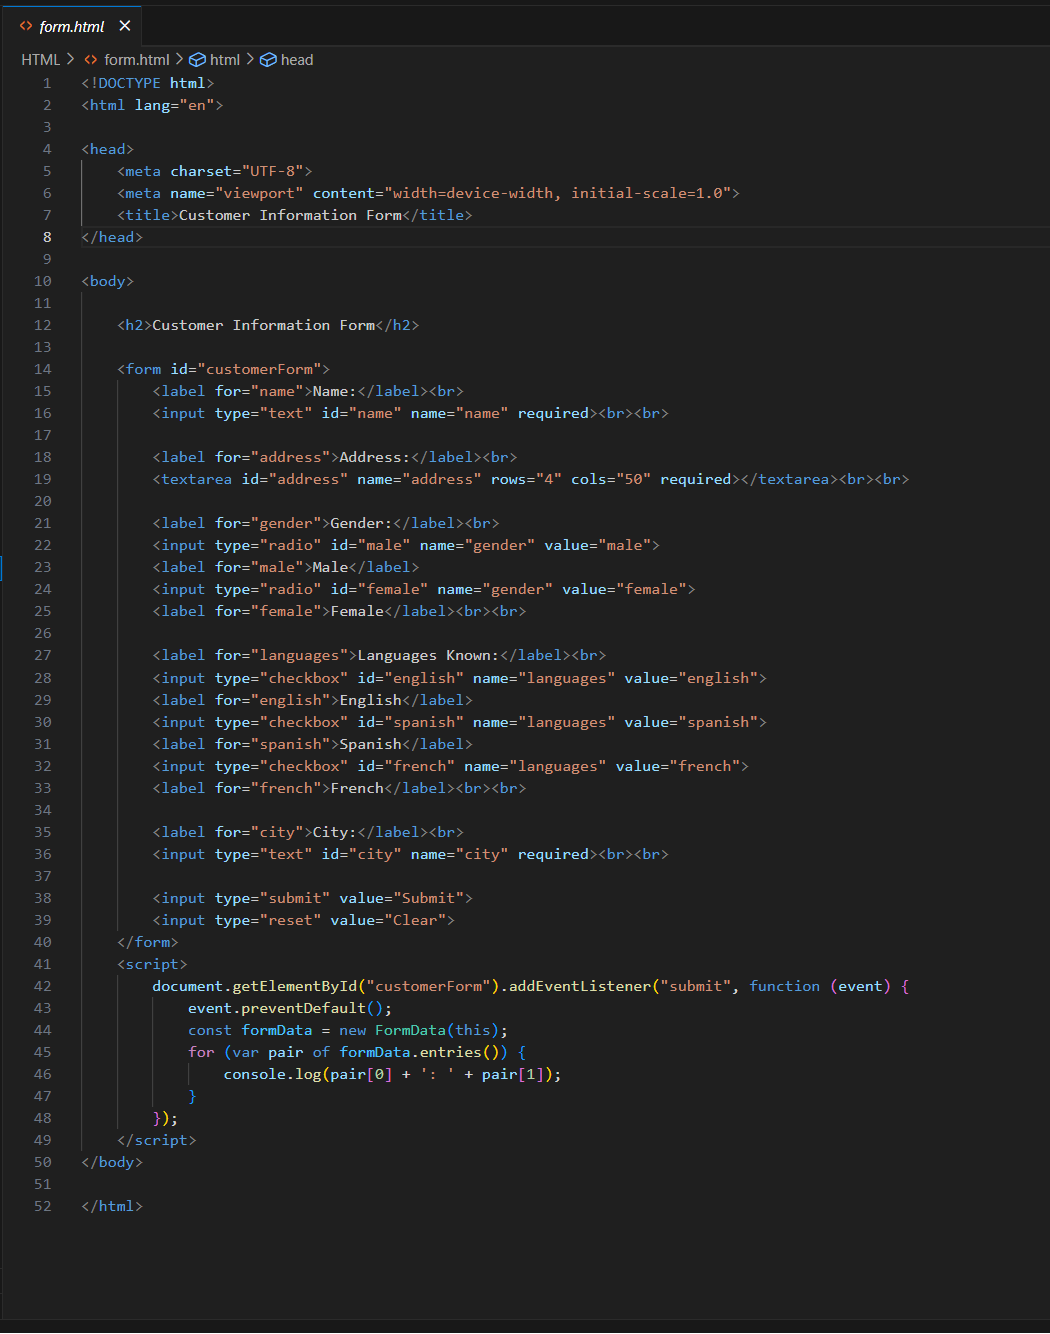 form.html
HTML > form.html > html > head
1 <!DOCTYPE html>
2 <html lang="en">
3
4 <head>
5     <meta charset="UTF-8">
6     <meta name="viewport" content="width=device-width, initial-scale=1.0">
7     <title>Customer Information Form</title>
8 </head>
9
10 <body>
11
12     <h2>Customer Information Form</h2>
13
14     <form id="customerForm">
15         <label for="name">Name:</label><br>
16         <input type="text" id="name" name="name" required><br><br>
17
18         <label for="address">Address:</label><br>
19         <textarea id="address" name="address" rows="4" cols="50" required></textarea><br><br>
20
21         <label for="gender">Gender:</label><br>
22         <input type="radio" id="male" name="gender" value="male">
23         <label for="male">Male</label>
24         <input type="radio" id="female" name="gender" value="female">
25         <label for="female">Female</label><br><br>
26
27         <label for="languages">Languages Known:</label><br>
28         <input type="checkbox" id="english" name="languages" value="english">
29         <label for="english">English</label>
30         <input type="checkbox" id="spanish" name="languages" value="spanish">
31         <label for="spanish">Spanish</label>
32         <input type="checkbox" id="french" name="languages" value="french">
33         <label for="french">French</label><br><br>
34
35         <label for="city">City:</label><br>
36         <input type="text" id="city" name="city" required><br><br>
37
38         <input type="submit" value="Submit">
39         <input type="reset" value="Clear">
40     </form>
41     <script>
42         document.getElementById("customerForm").addEventListener("submit", function (event) {
43             event.preventDefault();
44             const formData = new FormData(this);
45             for (var pair of formData.entries()) {
46                 console.log(pair[0] + ': ' + pair[1]);
47             }
48         });
49     </script>
50 </body>
51
52 </html>